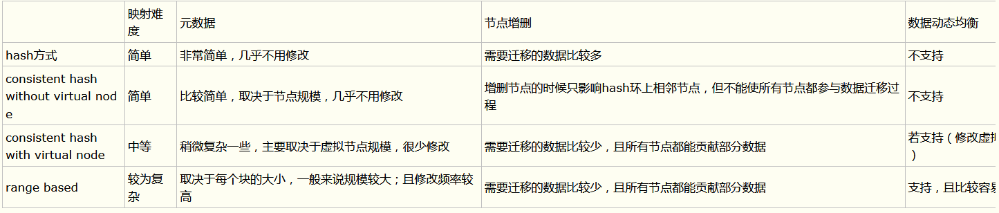 映射难
度
元数据
节点增删
数据动态均衡
hash方式
简单
非常简单，几乎不用修改
需要迁移的数据比较多
不支持
consistent hash
without virtual nod
e
简单
比较简单，取决于节点规模，几乎不用修改
增删节点的时候只影响hash环上相邻节点，但不能使所有节点都参与数据迁移过
程
不支持
consistent hash
with virtual node
中等
稍微复杂一些，主要取决于虚拟节点规模，很少修改
需要迁移的数据比较少，且所有节点都能贡献部分数据
若支持（修改虚拟
）
range based
较为复
杂
取决于每个块的大小，一般来说规模较大；且修改频率较
高
需要迁移的数据比较少，且所有节点都能贡献部分数据
支持，且比较容易